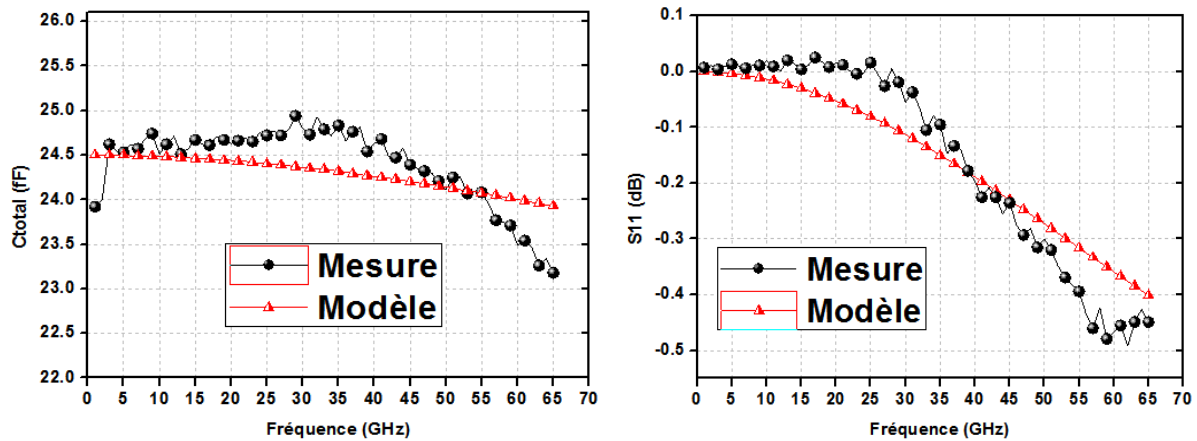 26.0
25.5
25.0
24.5
24.0
23.5
23.0
22.5
22.0
Ctotal (fF)
Mesure
Modèle
0 5 10 15 20 25 30 35 40 45 50 55 60 65 70
Fréquence (GHz)
0.1
0.0
-0.1
-0.2
-0.3
-0.4
-0.5
S11 (dB)
Mesure
Modèle
0 5 10 15 20 25 30 35 40 45 50 55 60 65 70
Fréquence (GHz)